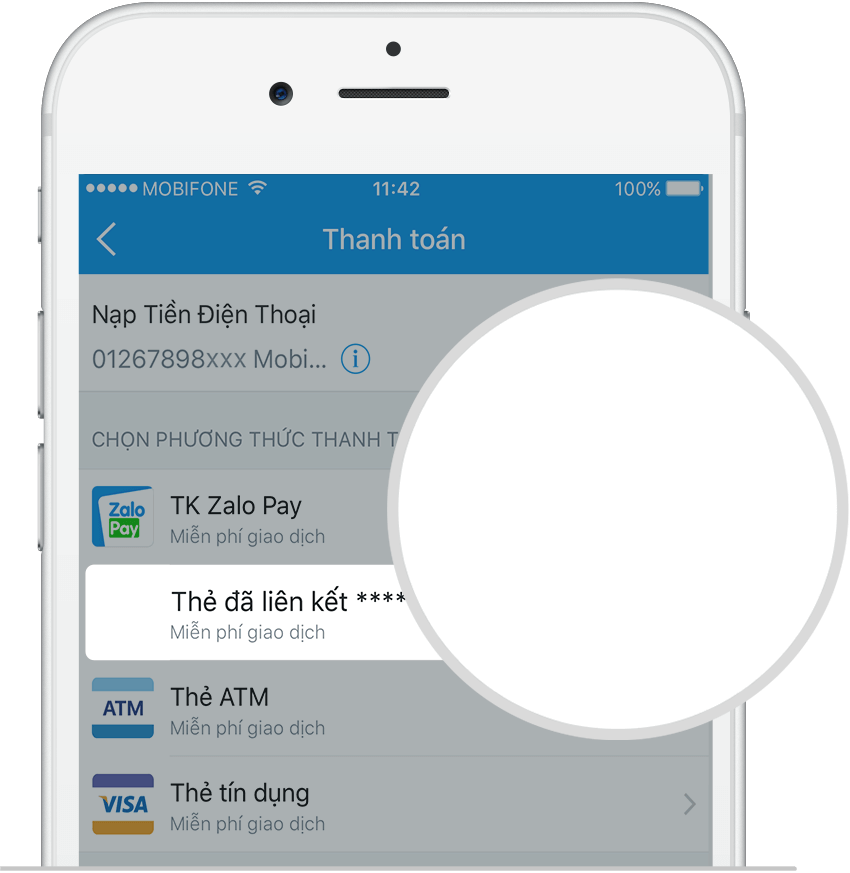 MOBIFONE 11:42 100%
Thanh toán
Nạp Tiền Điện Thoại
01267898xxx Mobi... i
CHỌN PHƯƠNG THỨC THANH T
Zalo Pay
TK Zalo Pay
Miễn phí giao dịch
Thẻ đã liên kết ****
Miễn phí giao dịch
ATM
Thẻ ATM
Miễn phí giao dịch
VISA
Thẻ tín dụng
Miễn phí giao dịch